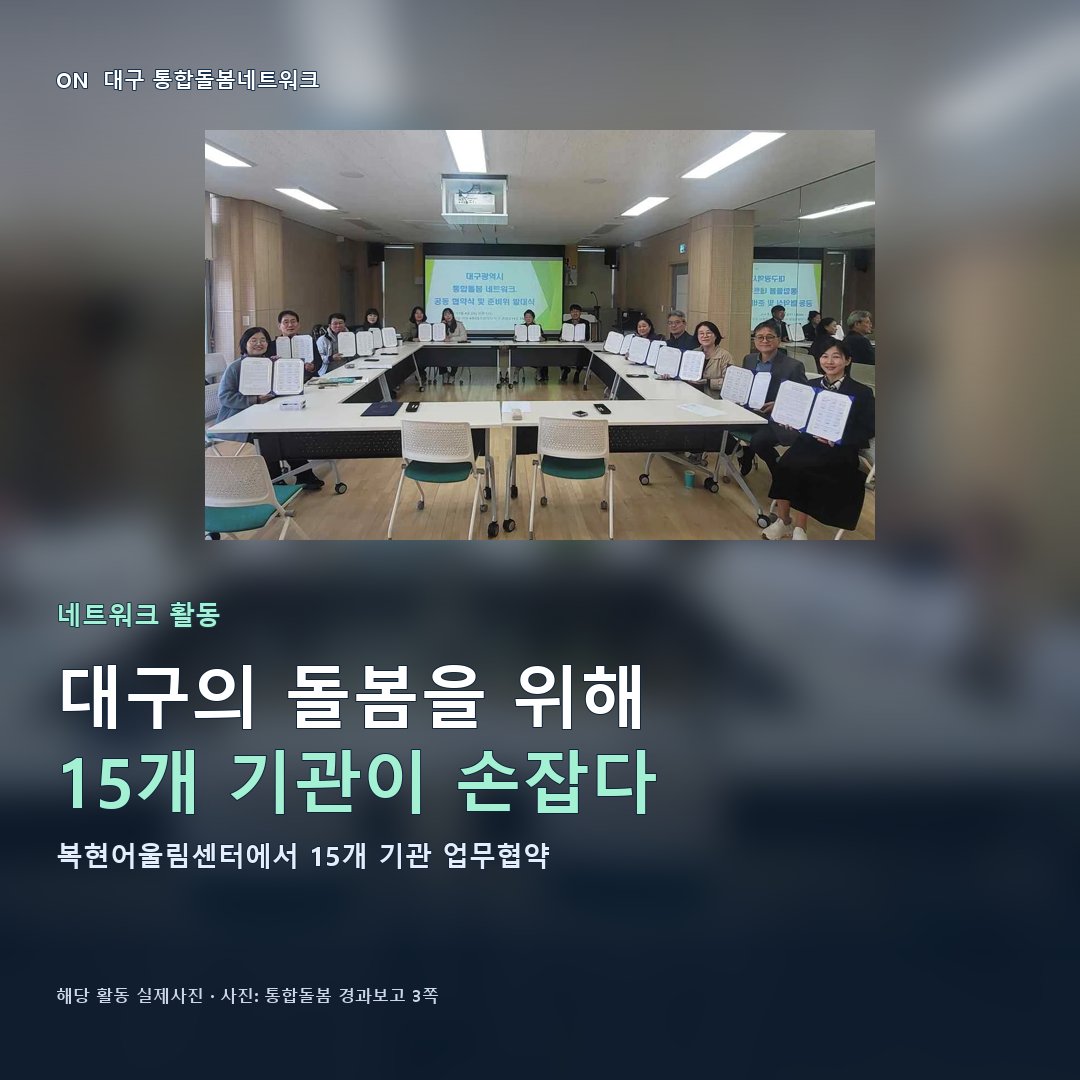 ON 대구 통합돌봄네트워크
대구광역시
통합돌봄 네트워크
공동 협약식 및 준비위 발대식
네트워크 활동
대구의 돌봄을 위해
15개 기관이 손잡다
복현어울림센터에서 15개 기관 업무협약
해당 활동 실제사진 · 사진: 통합돌봄 경과보고 3쪽